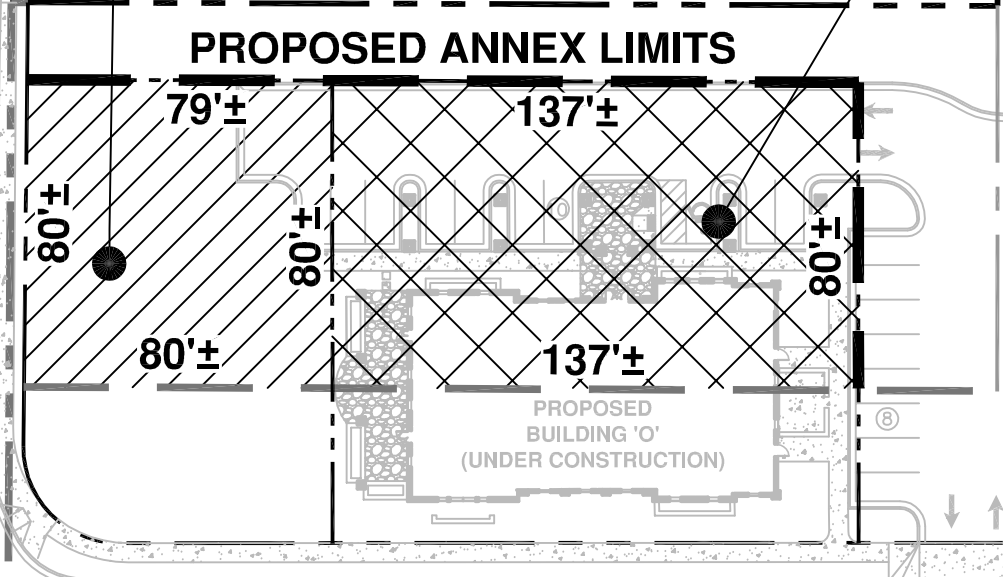 PROPOSED ANNEX LIMITS
79'±
137'±
80'±
80'±
80'±
80'±
137'±
PROPOSED
BUILDING 'O'
(UNDER CONSTRUCTION)
8